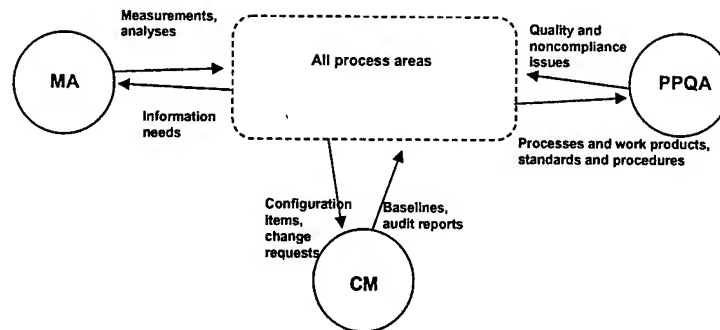 Measurements,
analyses
MA
Information
needs
All process areas
Quality and
noncompliance
issues
PPQA
Processes and work products,
standards and procedures
Configuration
Items,
change
requests
Baselines,
audit reports
CM